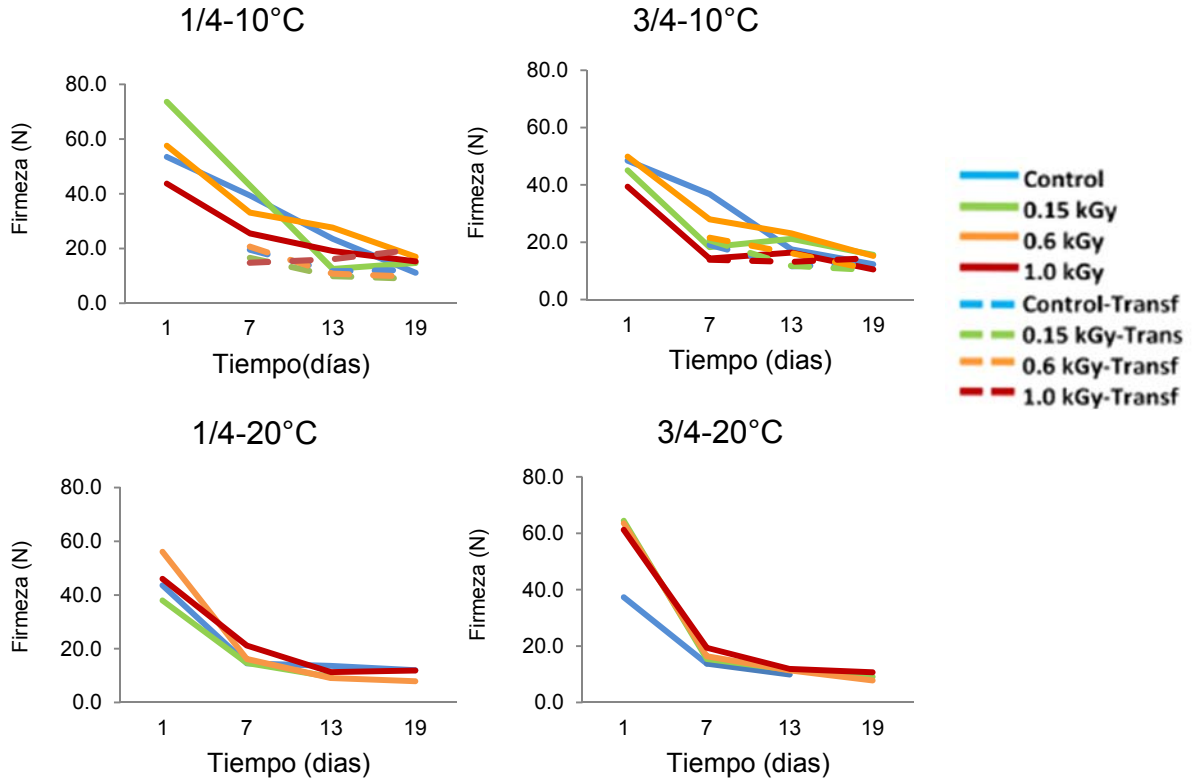 1/4-10°C
80.0
60.0
40.0
20.0
0.0
Firmeza (N)
1 7 13 19
Tiempo(días)
3/4-10°C
80.0
60.0
40.0
20.0
0.0
Firmeza (N)
1 7 13 19
Tiempo (dias)
Control
0.15 kGy
0.6 kGy
1.0 kGy
Control-Transf
0.15 kGy-Trans
0.6 kGy-Transf
1.0 kGy-Transf
1/4-20°C
80.0
60.0
40.0
20.0
0.0
Firmeza (N)
1 7 13 19
Tiempo (dias)
3/4-20°C
80.0
60.0
40.0
20.0
0.0
Firmeza (N)
1 7 13 19
Tiempo (dias)